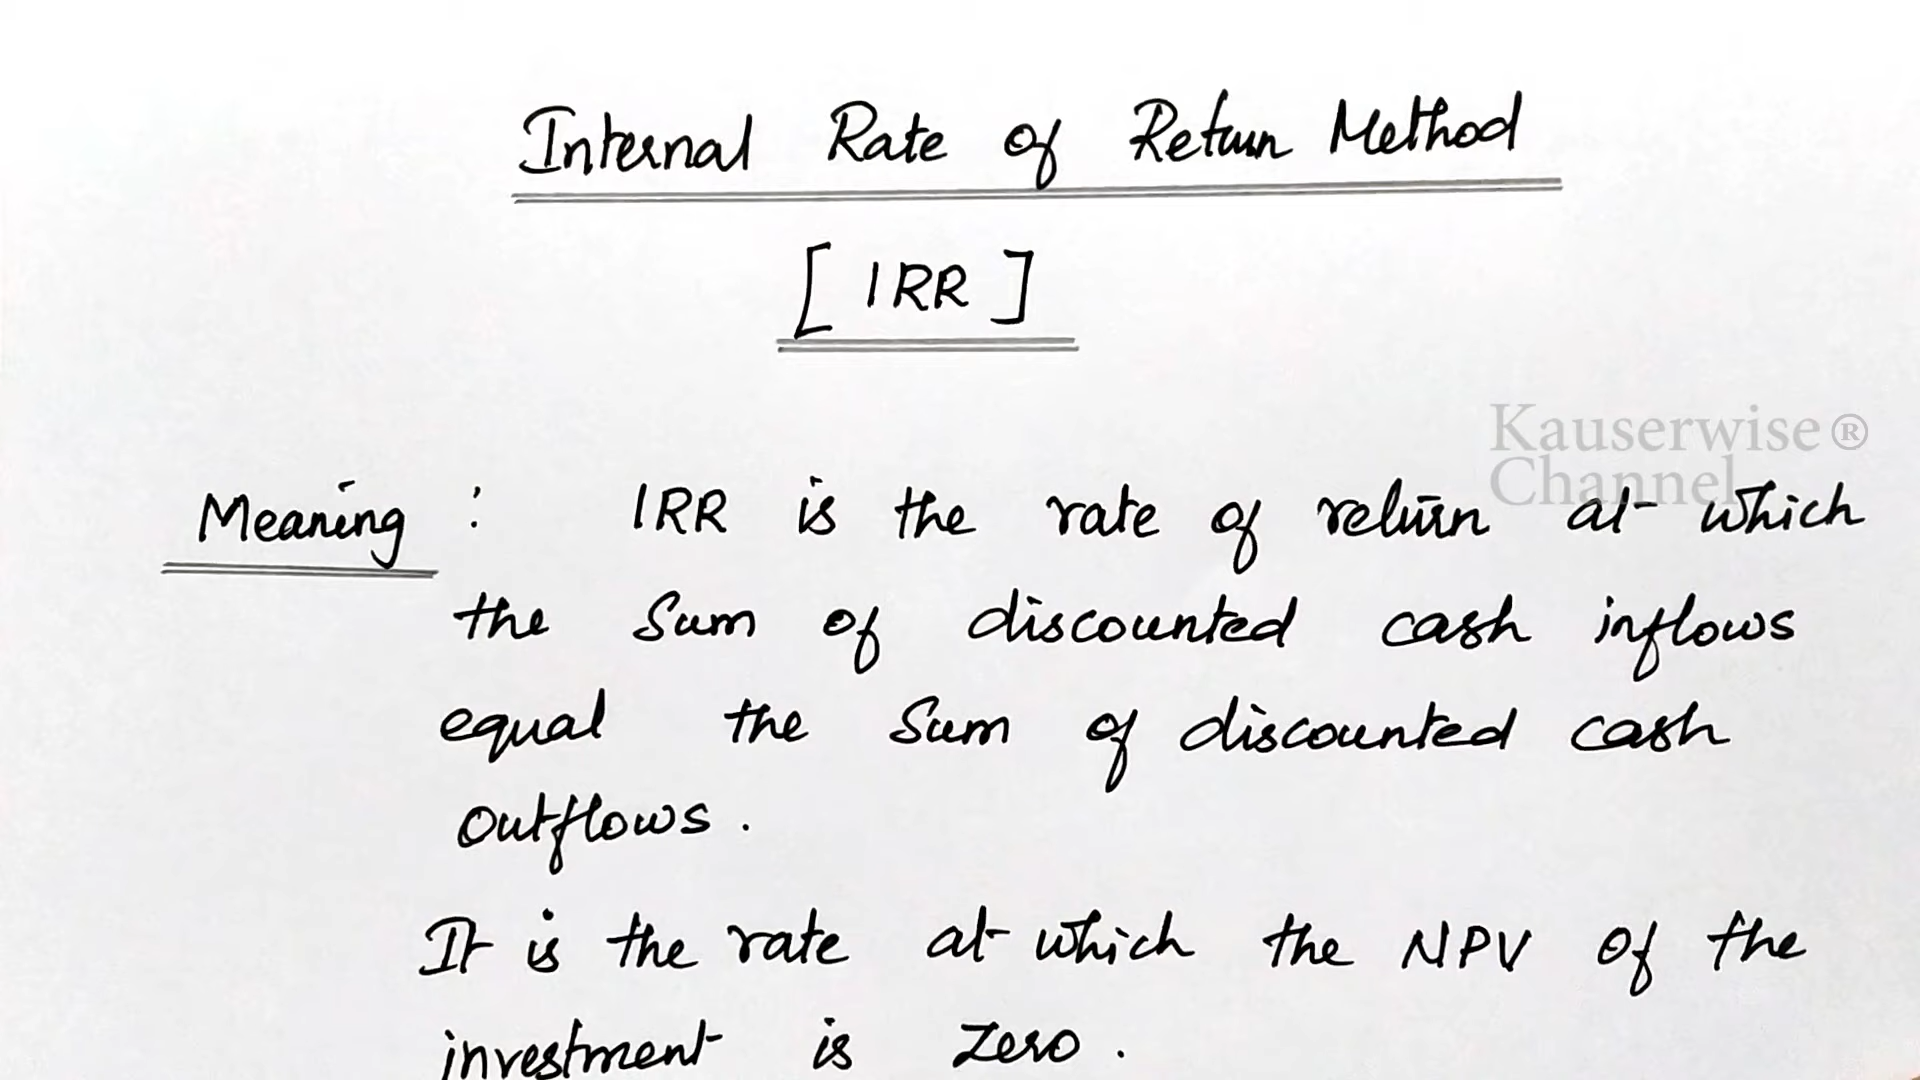 Internal Rate of Return Method
[ IRR ]
Kauserwise®
Channel
Meaning : IRR is the rate of return at which
the Sum of discounted cash inflows
equal the Sum of discounted cash
outflows.
It is the rate at which the NPV of the
investment is Zero.